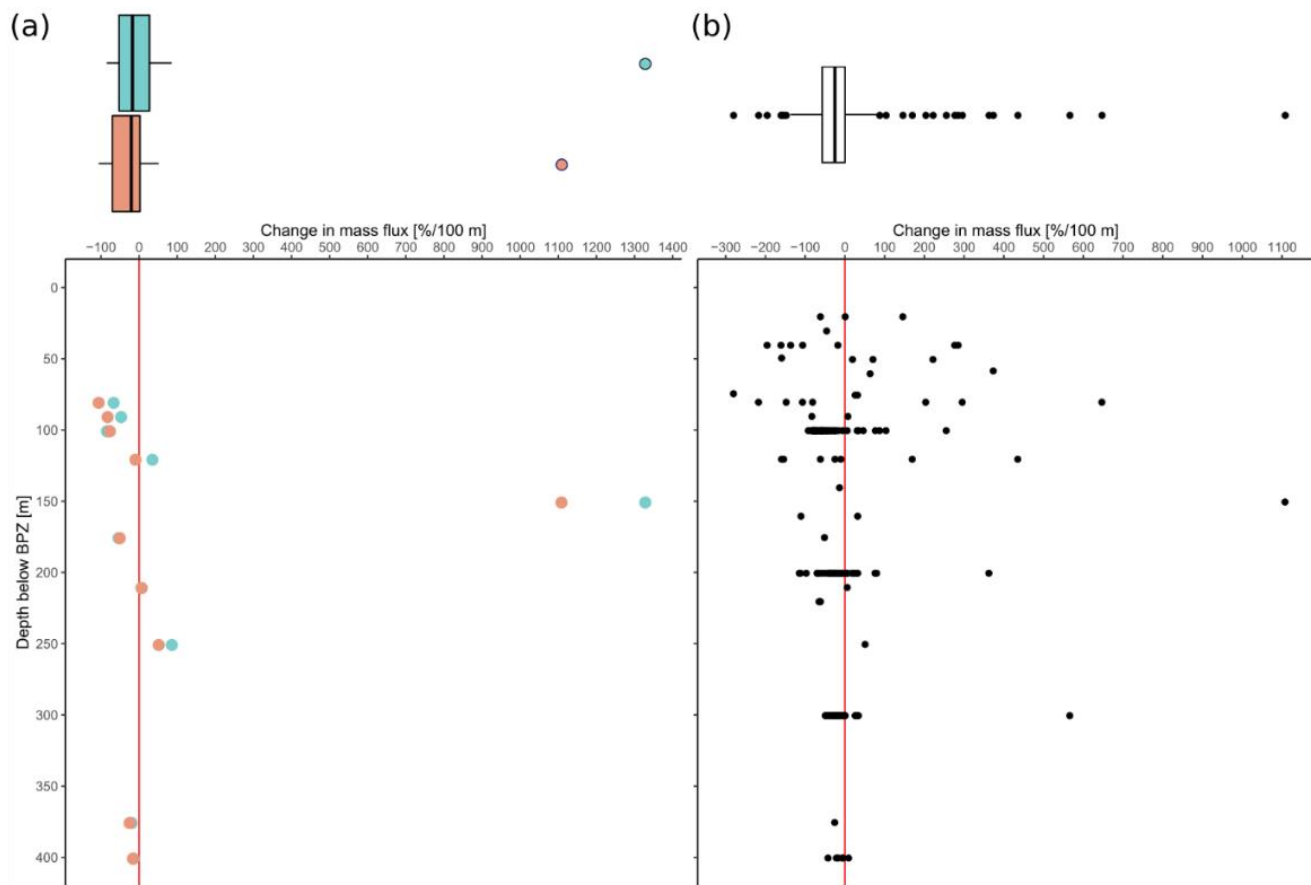 (a)
(b)
Change in mass flux [%/100 m]
−100 0 100 200 300 400 500 600 700 800 900 1000 1100 1200 1300 1400
Change in mass flux [%/100 m]
−300 −200 −100 0 100 200 300 400 500 600 700 800 900 1000 1100
Depth below BPZ [m]
0
50
100
150
200
250
300
350
400